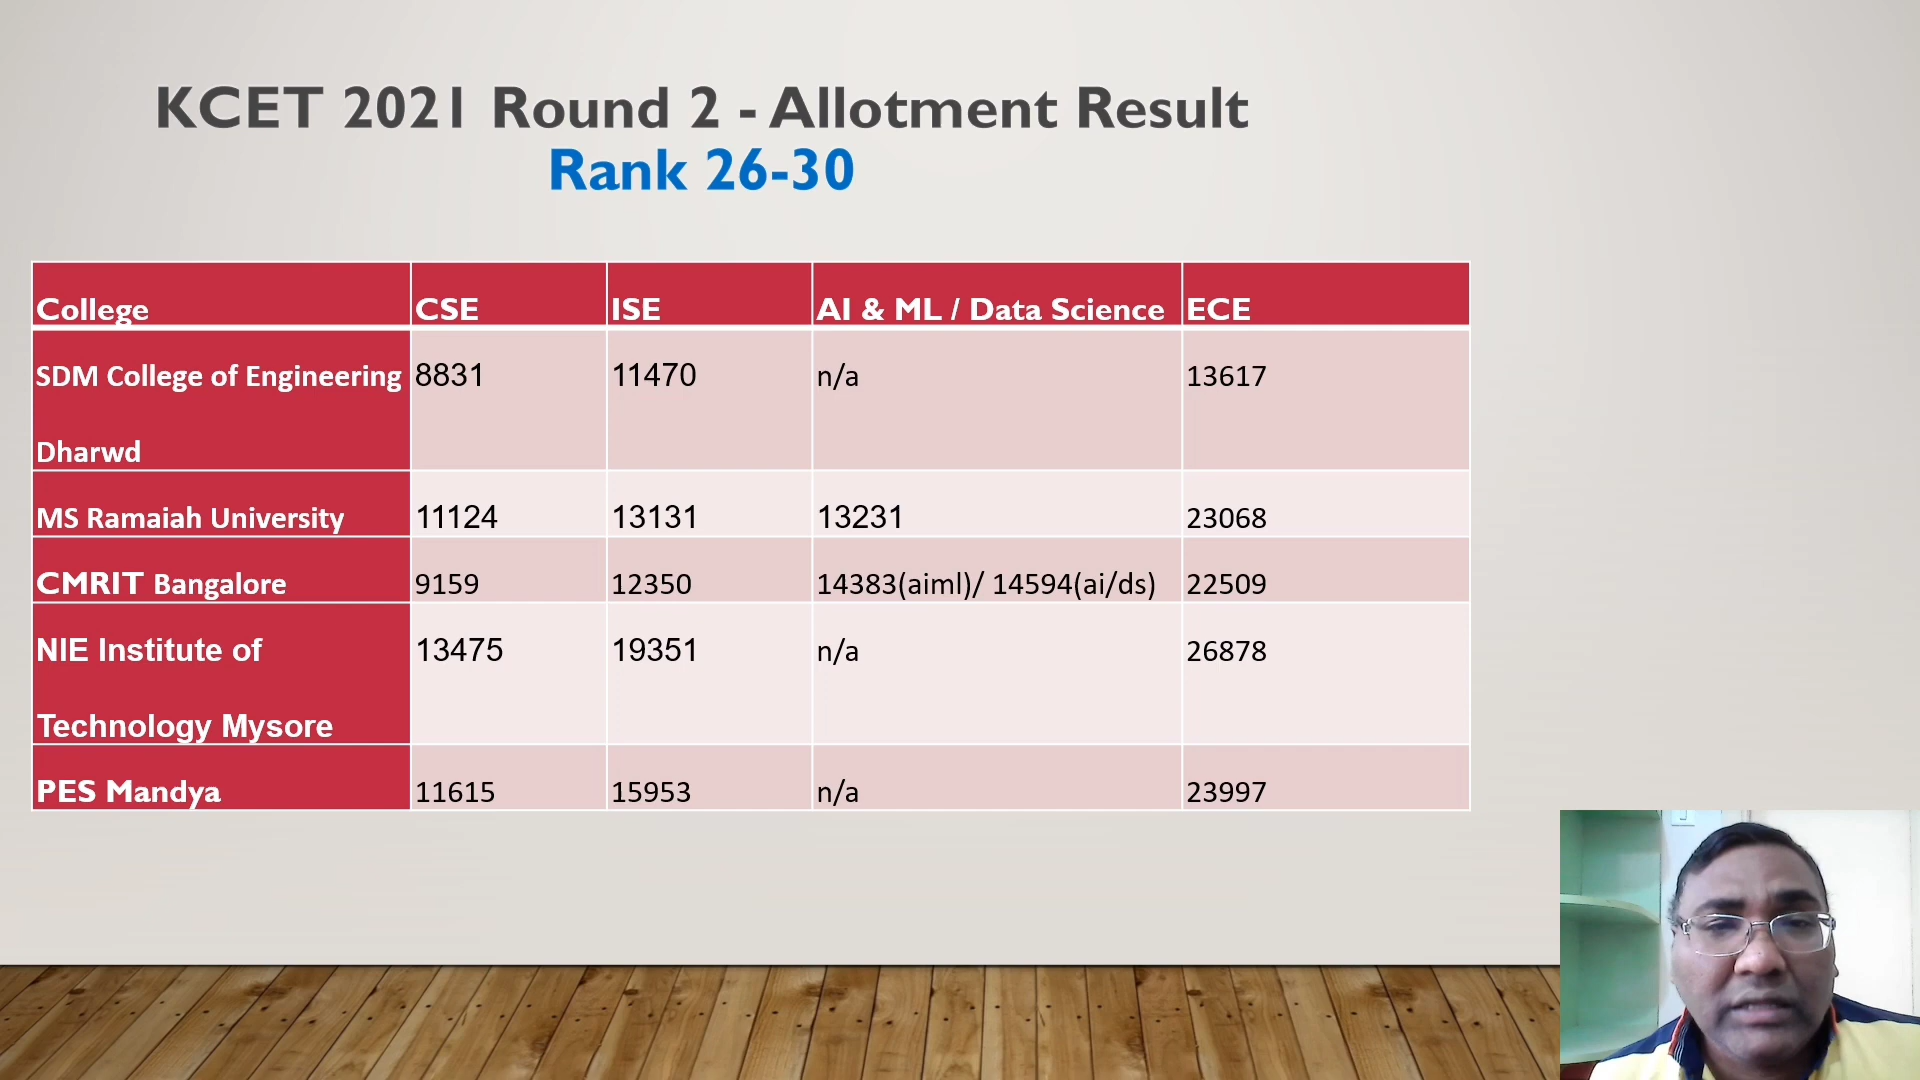 KCET 2021 Round 2 - Allotment Result
Rank 26-30
College CSE ISE AI & ML / Data Science ECE
SDM College of Engineering 8831 11470 n/a 13617
Dharwd
MS Ramaiah University 11124 13131 13231 23068
CMRIT Bangalore 9159 12350 14383(aiml)/ 14594(ai/ds) 22509
NIE Institute of 13475 19351 n/a 26878
Technology Mysore
PES Mandya 11615 15953 n/a 23997